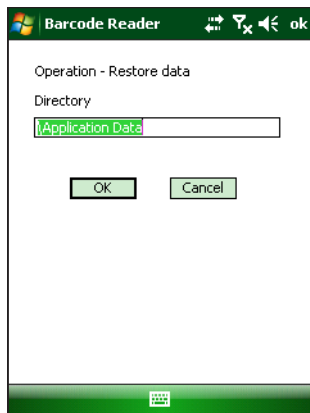 Barcode Reader ok
Operation - Restore data
Directory
\Application Data
OK Cancel